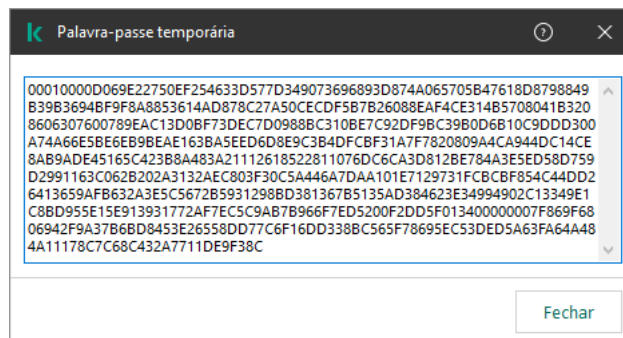 Palavra-passe temporária
00010000D069E22750EF254633D577D349073696893D874A065705B47618D8798849
B39B3694BF9F8A8853614AD878C27A50CECDF5B7B26088EAF4CE314B5708041B320
8606307600789EAC13D0BF73DEC7D0988BC310BE7C92DF9BC39B0D6B10C9DDD300
A74A66E5BE6EB9BEAE163BA5EED6D8E9C3B4DFCBF31A7F7820809A4CA944DC14CE
8AB9ADE45165C423B8A483A21112618522811076DC6CA3D812BE784A3E5ED58D759
D2991163C062B202A3132AEC803F30C5A446A7DAA101E7129731FCBCBF854C44DD2
6413659AFB632A3E5C5672B5931298BD381367B5135AD384623E34994902C13349E1
C8BD955E15E913931772AF7EC5C9AB7B966F7ED5200F2DD5F013400000007F869F68
06942F9A37B6BD8453E26558DD77C6F16DD338BC565F78695EC53DED5A63FA64A48
4A11178C7C68C432A7711DE9F38C
Fechar